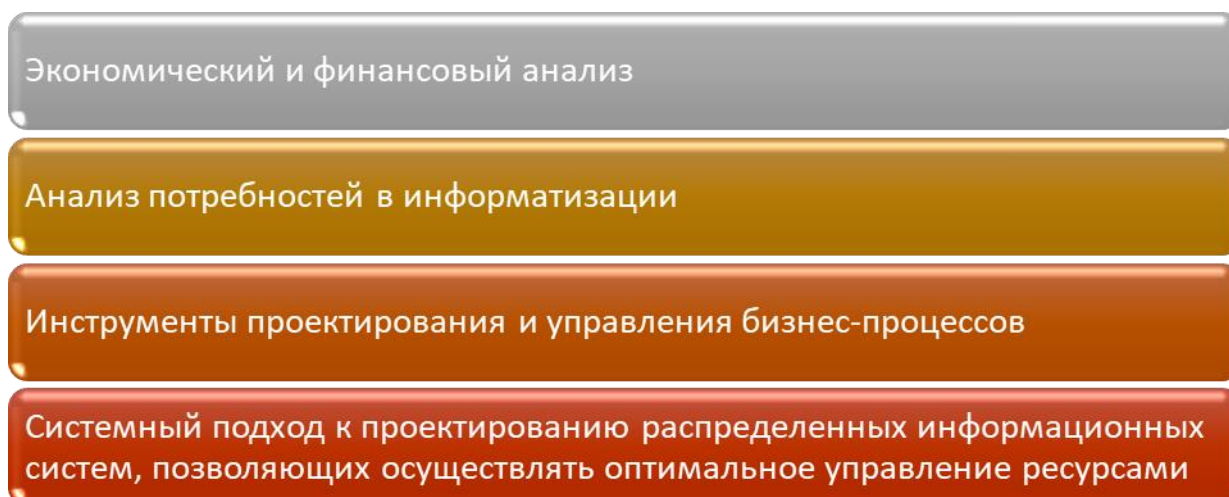 Экономический и финансовый анализ
Анализ потребностей в информатизации
Инструменты проектирования и управления бизнес-процессов
Системный подход к проектированию распределенных информационных
систем, позволяющих осуществлять оптимальное управление ресурсами